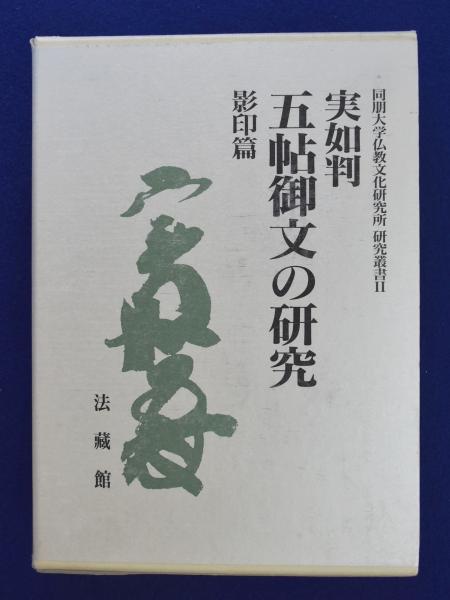 同朋大学仏教文化研究所 研究叢書II
実如判
五帖御文の研究
影印篇
法藏館